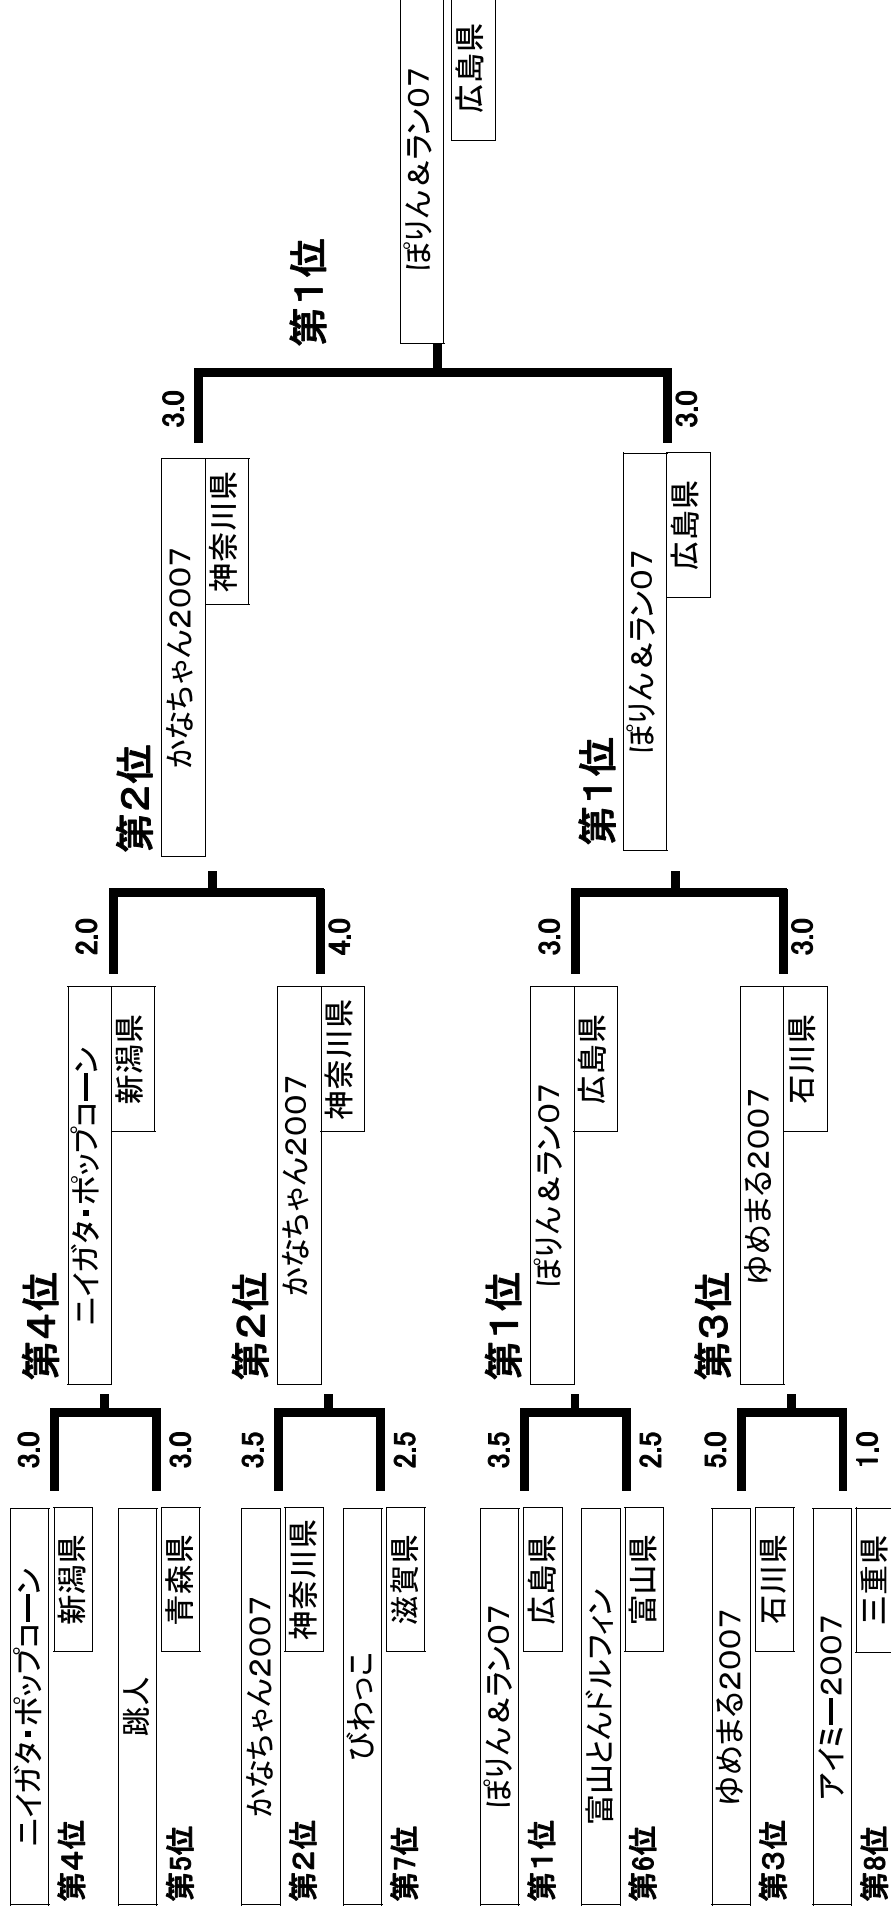 ぽりん＆ラン０７
広島県
第１位
3.0
3.0
かなちゃん２００７
神奈川県
第２位
ぽりん＆ラン０７
広島県
第１位
2.0
4.0
3.0
3.0
ニイガタ・ポップコーン
新潟県
第４位
かなちゃん２００７
神奈川県
第２位
ぽりん＆ラン０７
広島県
第１位
ゆめまる２００７
石川県
第３位
3.0
3.0
3.5
2.5
3.5
2.5
5.0
1.0
ニイガタ・ポップコーン
新潟県
第４位
跳人
青森県
第５位
かなちゃん２００７
神奈川県
第２位
びわっこ
滋賀県
第７位
ぽりん＆ラン０７
広島県
第１位
富山とんドルフィン
富山県
第６位
ゆめまる２００７
石川県
第３位
アイミー２００７
三重県
第８位